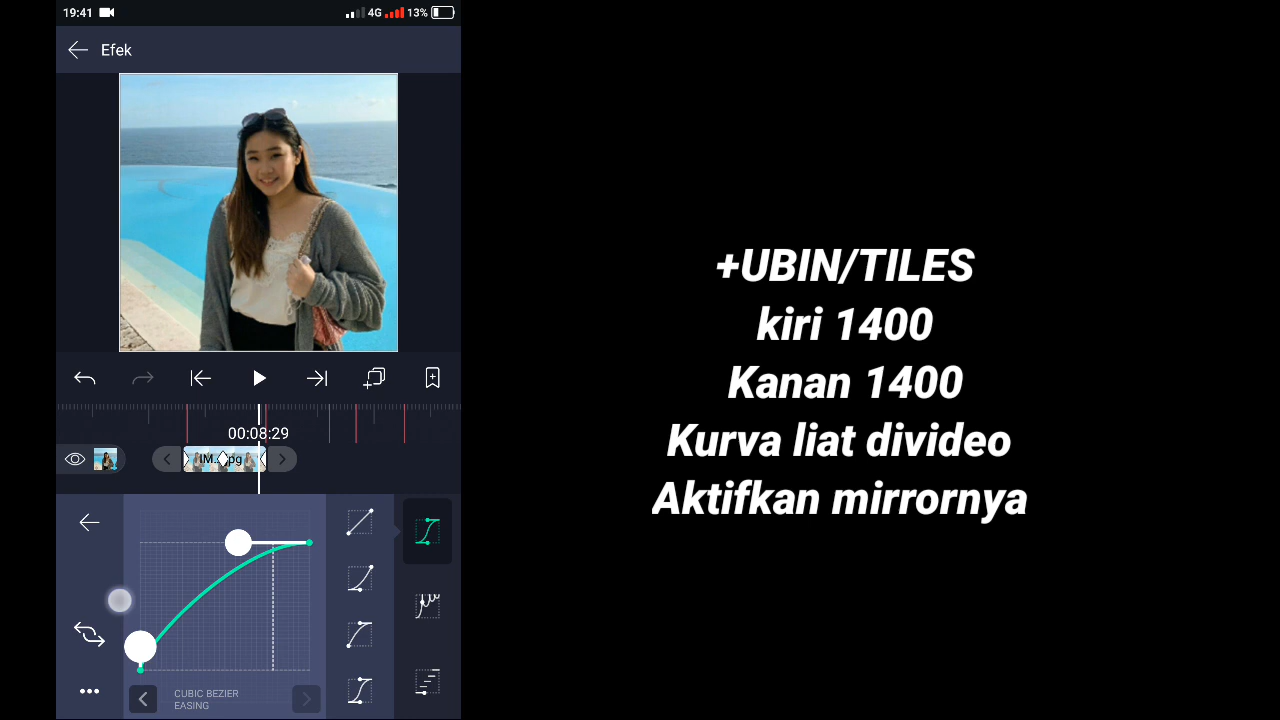 19:41
4G
13%
Efek
00:08:29
IM...pg
CUBIC BEZIER
EASING
+UBIN/TILES
kiri 1400
Kanan 1400
Kurva liat divideo
Aktifkan mirrornya